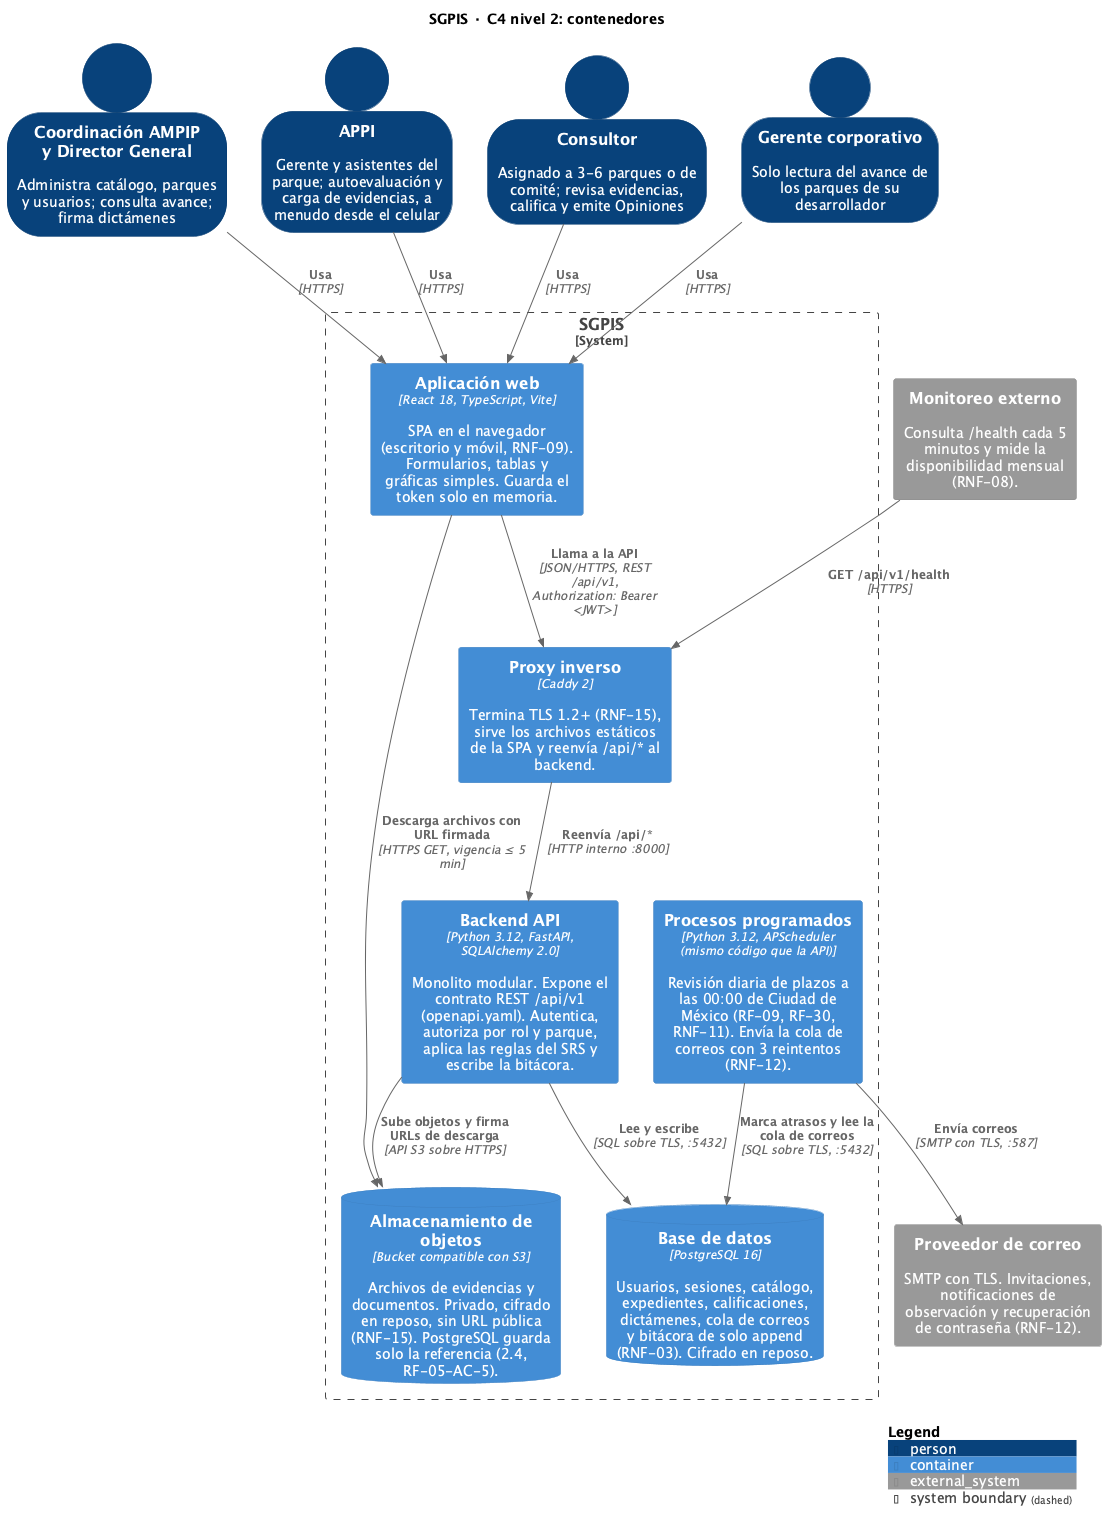 SGPIS · C4 nivel 2: contenedores
Coordinación AMPIP
y Director General
Administra catálogo, parques
y usuarios; consulta avance;
firma dictámenes
APPI
Gerente y asistentes del
parque; autoevaluación y
carga de evidencias, a
menudo desde el celular
Consultor
Asignado a 3–6 parques o de
comité; revisa evidencias,
califica y emite Opiniones
Gerente corporativo
Solo lectura del avance de
los parques de su
desarrollador
Usa
[HTTPS]
Usa
[HTTPS]
Usa
[HTTPS]
Usa
[HTTPS]
SGPIS
[System]
Aplicación web
[React 18, TypeScript, Vite]
SPA en el navegador
(escritorio y móvil, RNF–09).
Formularios, tablas y
gráficas simples. Guarda el
token solo en memoria.
Monitoreo externo
Consulta /health cada 5
minutos y mide la
disponibilidad mensual
(RNF–08).
Llama a la API
[JSON/HTTPS, REST
/api/v1,
Authorization: Bearer
<JWT>]
GET /api/v1/health
[HTTPS]
Proxy inverso
[Caddy 2]
Termina TLS 1.2+ (RNF–15),
sirve los archivos estáticos
de la SPA y reenvía /api/* al
backend.
Descarga archivos con
URL firmada
[HTTPS GET, vigencia ≤ 5
min]
Reenvía /api/*
[HTTP interno :8000]
Backend API
[Python 3.12, FastAPI,
SQLAlchemy 2.0]
Monolito modular. Expone el
contrato REST /api/v1
(openapi.yaml). Autentica,
autoriza por rol y parque,
aplica las reglas del SRS y
escribe la bitácora.
Procesos programados
[Python 3.12, APScheduler
(mismo código que la API)]
Revisión diaria de plazos a
las 00:00 de Ciudad de
México (RF–09, RF–30,
RNF–11). Envía la cola de
correos con 3 reintentos
(RNF–12).
Sube objetos y firma
URLs de descarga
[API S3 sobre HTTPS]
Lee y escribe
[SQL sobre TLS, :5432]
Marca atrasos y lee la
cola de correos
[SQL sobre TLS, :5432]
Envía correos
[SMTP con TLS, :587]
Almacenamiento de
objetos
[Bucket compatible con S3]
Archivos de evidencias y
documentos. Privado, cifrado
en reposo, sin URL pública
(RNF–15). PostgreSQL guarda
solo la referencia (2.4,
RF–05–AC–5).
Base de datos
[PostgreSQL 16]
Usuarios, sesiones, catálogo,
expedientes, calificaciones,
dictámenes, cola de correos
y bitácora de solo append
(RNF–03). Cifrado en reposo.
Proveedor de correo
SMTP con TLS. Invitaciones,
notificaciones de
observación y recuperación
de contraseña (RNF–12).
Legend
person
container
external_system
system boundary (dashed)